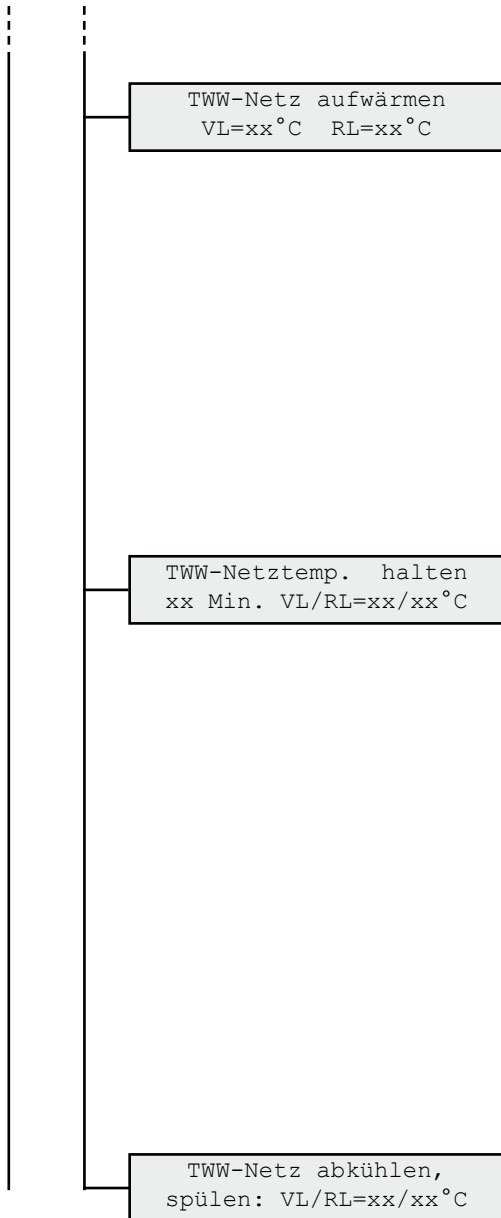 TWW-Netz aufwärmen
VL=xx°C RL=xx°C
TWW-Netztemp. halten
xx Min. VL/RL=xx/xx°C
TWW-Netz abkühlen,
spülen: VL/RL=xx/xx°C